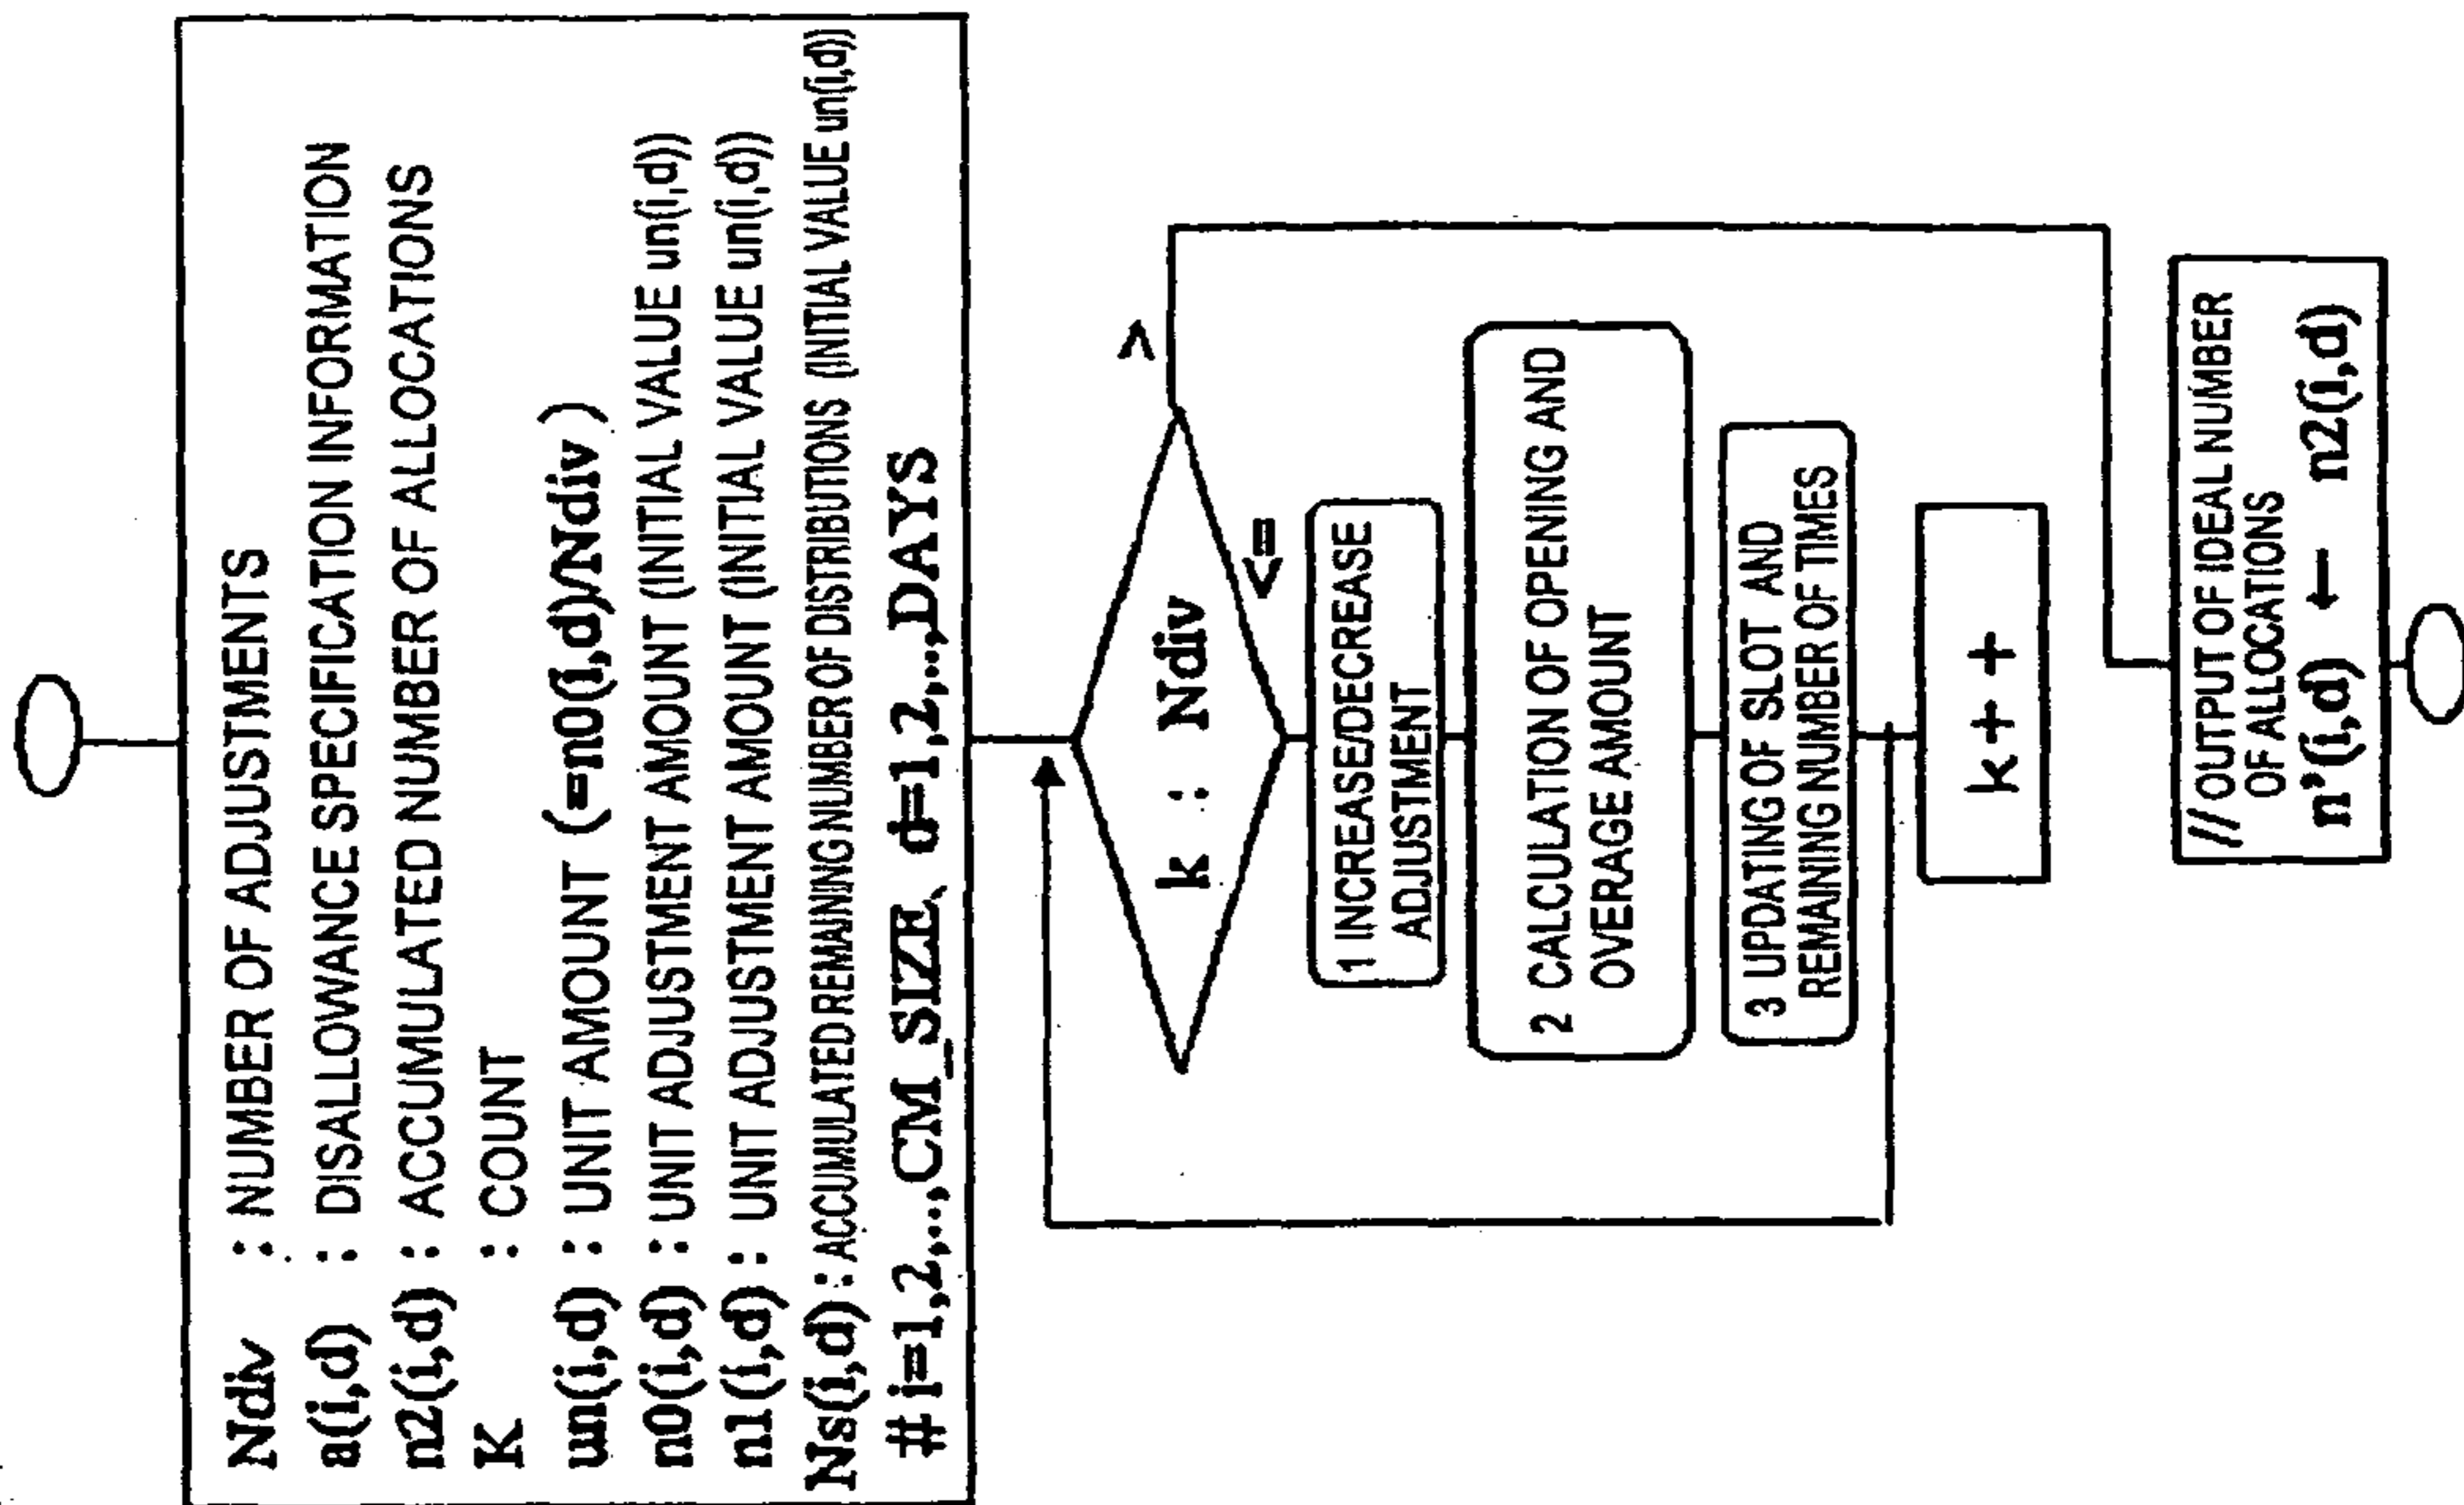 Ndiv : NUMBER OF ADJUSTMENTS
a(i,d) : DISALLOWANCE SPECIFICATION INFORMATION
n2(i,d) : ACCUMULATED NUMBER OF ALLOCATIONS
K : COUNT
un(i,d) : UNIT AMOUNT (=n0(i,d)/Ndiv )
n0(i,d) : UNIT ADJUSTMENT AMOUNT (INITIAL VALUE un(i,d))
n1(i,d) : UNIT ADJUSTMENT AMOUNT (INITIAL VALUE un(i,d))
Ns(i,d) : ACCUMULATED REMAINING NUMBER OF DISTRIBUTIONS (INITIAL VALUE un(i,d))
# i=1,2,...,CM_SIZE、 d=1,2,...,DAYS
k : Ndiv
>
<=
1 INCREASE/DECREASE
ADJUSTMENT
2 CALCULATION OF OPENING AND
OVERAGE AMOUNT
3 UPDATING OF SLOT AND
REMAINING NUMBER OF TIMES
k++
// OUTPUT OF IDEAL NUMBER
OF ALLOCATIONS
n'(i,d) ← n2(i,d)